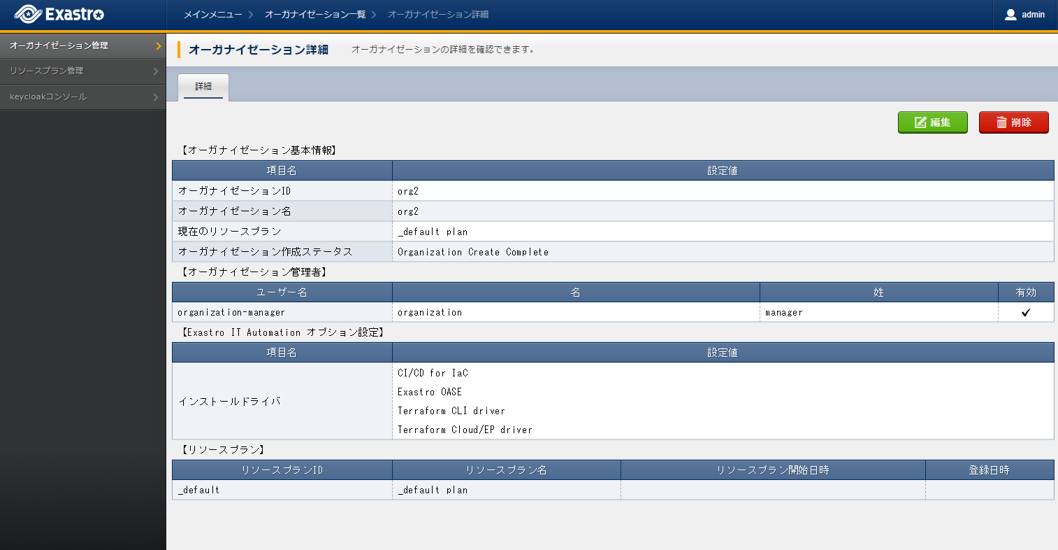 Exastro
メインメニュー
オーガナイゼーション一覧
オーガナイゼーション詳細
admin
オーガナイゼーション管理
リソースプラン管理
keycloakコンソール
オーガナイゼーション詳細
オーガナイゼーションの詳細を確認できます。
詳細
編集
削除
【オーガナイゼーション基本情報】
項目名 設定値
オーガナイゼーションID org2
オーガナイゼーション名 org2
現在のリソースプラン _default plan
オーガナイゼーション作成ステータス Organization Create Complete
【オーガナイゼーション管理者】
ユーザー名 名 姓 有効
organization-manager organization manager ✓
【Exastro IT Automation オプション設定】
項目名 設定値
インストールドライバ
CI/CD for IaC
Exastro OASE
Terraform CLI driver
Terraform Cloud/EP driver
【リソースプラン】
リソースプランID リソースプラン名 リソースプラン開始日時 登録日時
_default _default plan